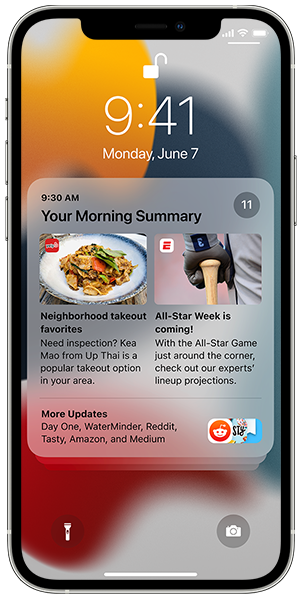 9:41
Monday, June 7
9:30 AM
Your Morning Summary
11
Neighborhood takeout
favorites
Need inspection? Kea
Mao from Up Thai is a
popular takeout option
in your area.
All-Star Week is
coming!
With the All-Star Game
just around the corner,
check out our experts'
lineup projections.
More Updates
Day One, WaterMinder, Reddit,
Tasty, Amazon, and Medium